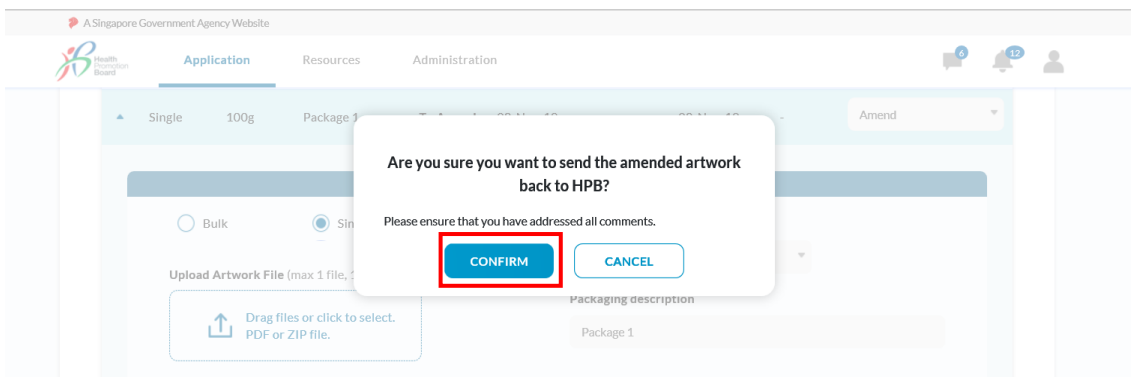 A Singapore Government Agency Website
Health
Promotion
Board
Application Resources Administration 6 12
Single 100g Package 1 - Amend
Are you sure you want to send the amended artwork
back to HPB?
Bulk
Please ensure that you have addressed all comments.
CONFIRM CANCEL
Upload Artwork File (max 1 file,
Packaging description
Drag files or click to select.
PDF or ZIP file.
Package 1